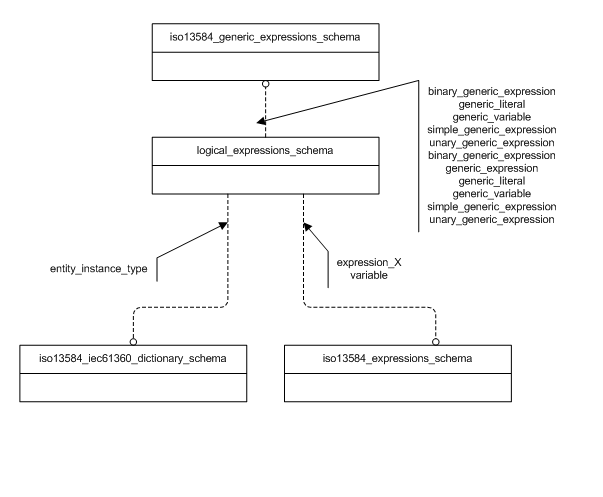 iso13584_generic_expressions_schema
binary_generic_expression
generic_literal
generic_variable
simple_generic_expression
unary_generic_expression
binary_generic_expression
generic_expression
generic_literal
generic_variable
simple_generic_expression
unary_generic_expression
logical_expressions_schema
entity_instance_type
expression_X
variable
iso13584_iec61360_dictionary_schema
iso13584_expressions_schema